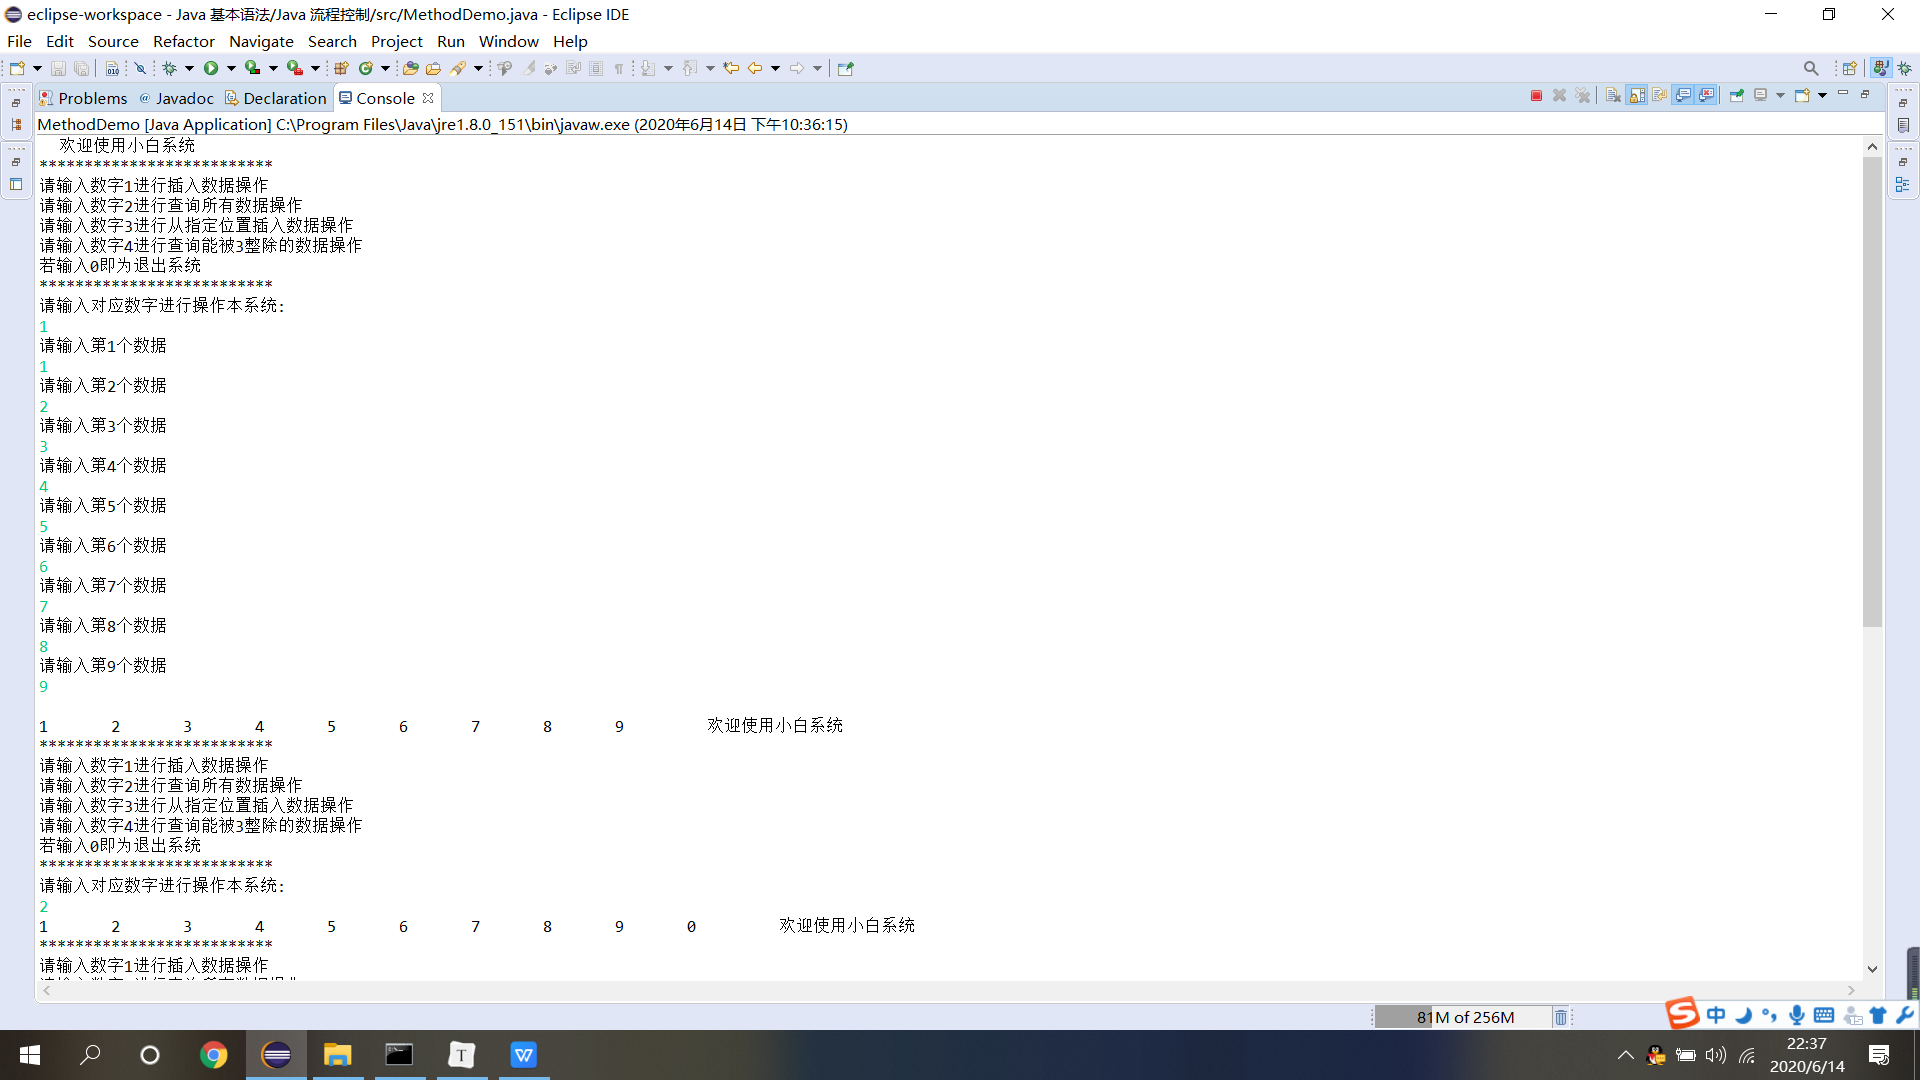 eclipse-workspace - Java 基本语法/Java 流程控制/src/MethodDemo.java - Eclipse IDE
File Edit Source Refactor Navigate Search Project Run Window Help
Problems @ Javadoc Declaration Console
MethodDemo [Java Application] C:\Program Files\Java\jre1.8.0_151\bin\javaw.exe (2020年6月14日 下午10:36:15)
欢迎使用小白系统
**************************
请输入数字1进行插入数据操作
请输入数字2进行查询所有数据操作
请输入数字3进行从指定位置插入数据操作
请输入数字4进行查询能被3整除的数据操作
若输入0即为退出系统
**************************
请输入对应数字进行操作本系统:
1
请输入第1个数据
1
请输入第2个数据
2
请输入第3个数据
3
请输入第4个数据
4
请输入第5个数据
5
请输入第6个数据
6
请输入第7个数据
7
请输入第8个数据
8
请输入第9个数据
9
1 2 3 4 5 6 7 8 9 欢迎使用小白系统
**************************
请输入数字1进行插入数据操作
请输入数字2进行查询所有数据操作
请输入数字3进行从指定位置插入数据操作
请输入数字4进行查询能被3整除的数据操作
若输入0即为退出系统
**************************
请输入对应数字进行操作本系统:
2
1 2 3 4 5 6 7 8 9 0 欢迎使用小白系统
**************************
请输入数字1进行插入数据操作
81M of 256M
中
22:37
2020/6/14